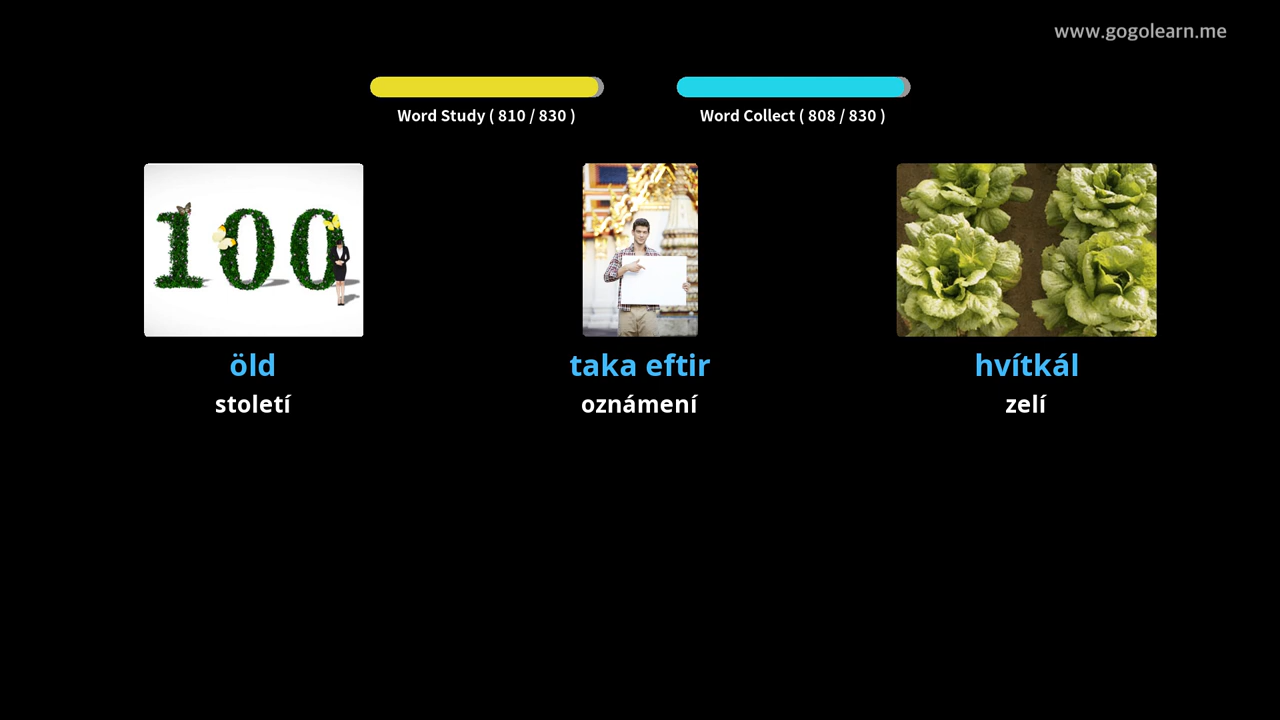 www.gogolearn.me
Word Study ( 810 / 830 )
Word Collect ( 808 / 830 )
100
öld
taka eftir
hvítkál
století
oznámení
zelí